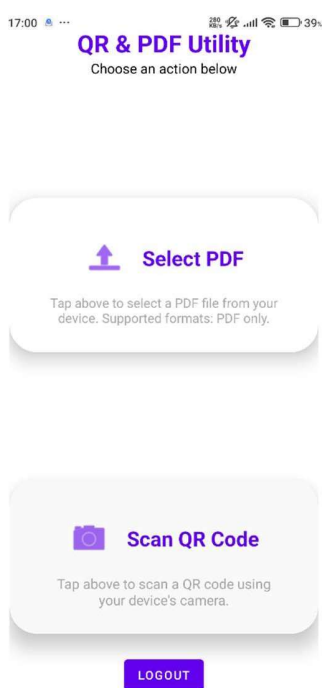 17:00 ... 280 KB/s 39%
QR & PDF Utility
Choose an action below
Select PDF
Tap above to select a PDF file from your
device. Supported formats: PDF only.
Scan QR Code
Tap above to scan a QR code using
your device's camera.
LOGOUT